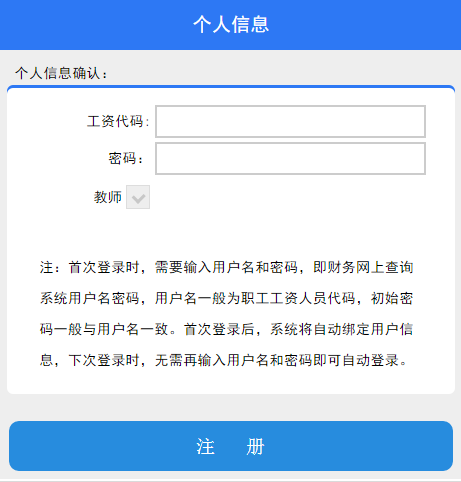 个人信息
个人信息确认：
工资代码：
密码：
教师
注：首次登录时，需要输入用户名和密码，即财务网上查询
系统用户名密码，用户名一般为职工工资人员代码，初始密
码一般与用户名一致。首次登录后，系统将自动绑定用户信
息，下次登录时，无需再输入用户名和密码即可自动登录。
注 册